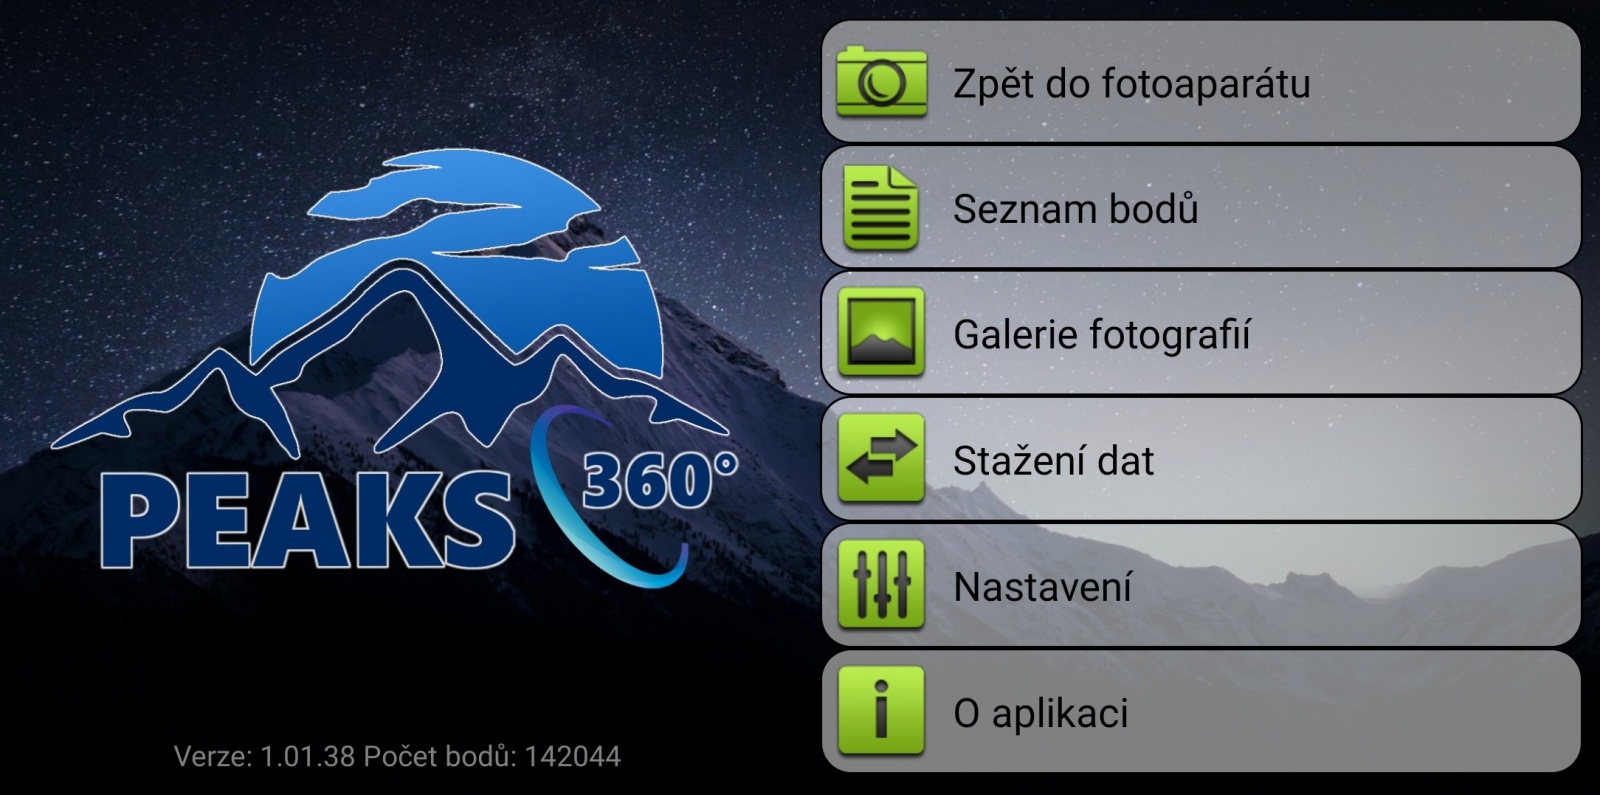 PEAKS
360°
Verze: 1.01.38 Počet bodů: 142044
Zpět do fotoaparátu
Seznam bodů
Galerie fotografií
Stažení dat
Nastavení
O aplikaci